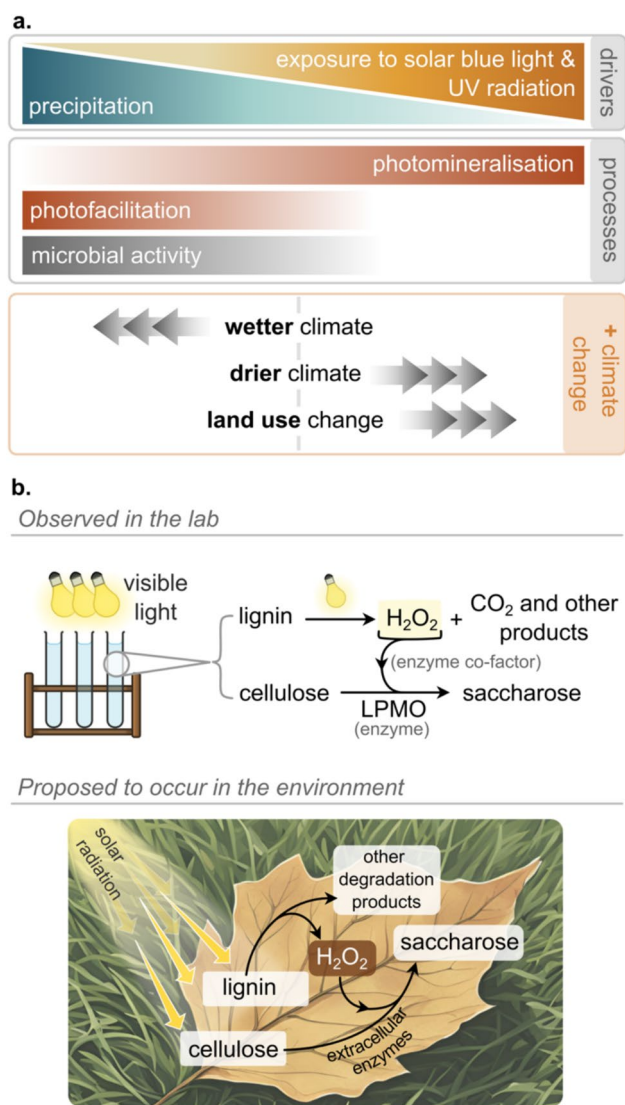 a.
exposure to solar blue light &
UV radiation
precipitation
drivers
photomineralisation
photofacilitation
microbial activity
processes
wetter climate
drier climate
land use change
+ climate
change
b.
Observed in the lab
visible
light
lignin
H₂O₂
+
CO₂ and other
products
(enzyme co-factor)
cellulose
saccharose
LPMO
(enzyme)
Proposed to occur in the environment
solar
radiation
other
degradation
products
saccharose
H₂O₂
lignin
cellulose
extracellular
enzymes